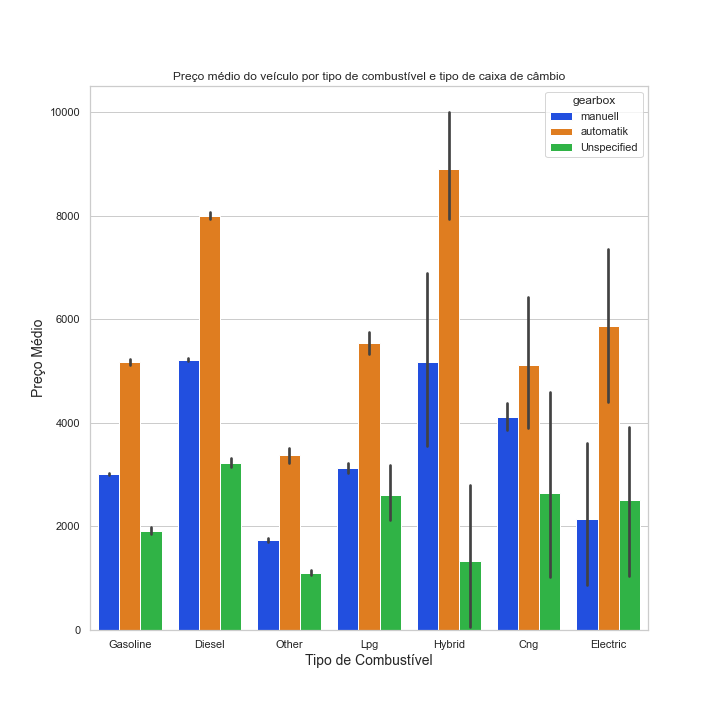 Preço médio do veículo por tipo de combustível e tipo de caixa de câmbio
gearbox
manuell
automatik
Unspecified
Preço Médio
10000
8000
6000
4000
2000
0
Gasoline Diesel Other Lpg Hybrid Cng Electric
Tipo de Combustível